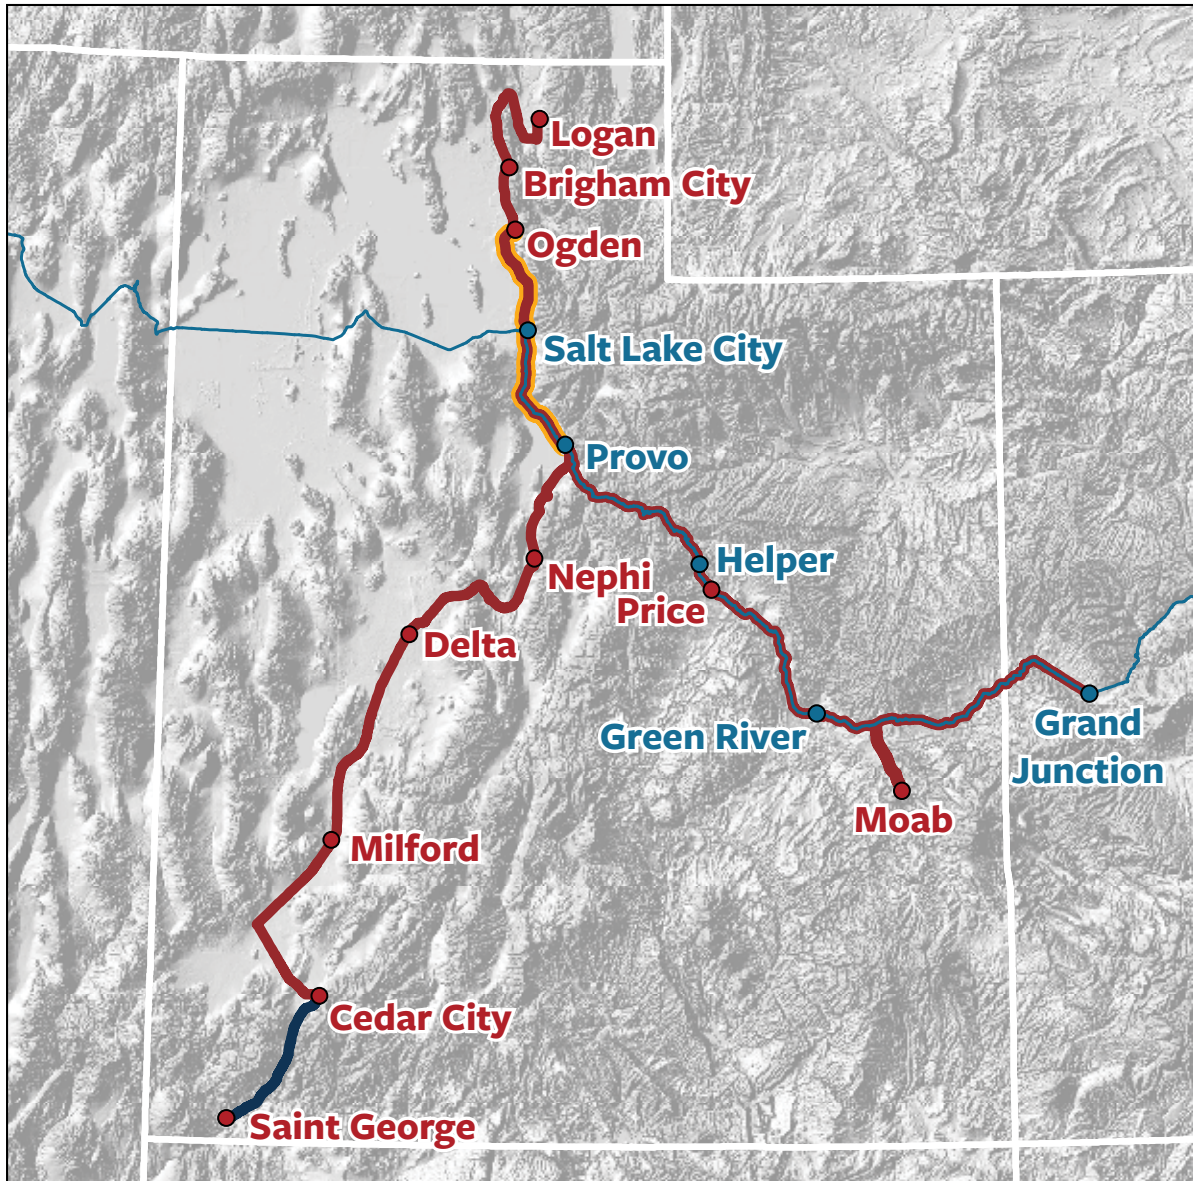 Logan
Brigham City
Ogden
Salt Lake City
Provo
Helper
Nephi
Price
Delta
Green River
Grand
Junction
Moab
Milford
Cedar City
Saint George